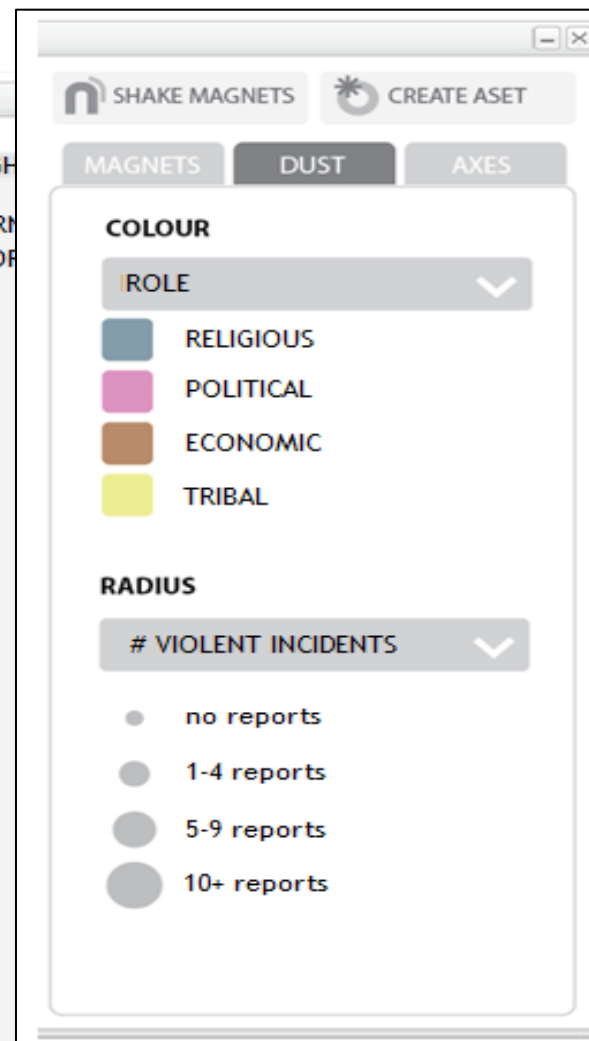 SHAKE MAGNETS CREATE ASET
MAGNETS DUST AXES
COLOUR
ROLE
RELIGIOUS
POLITICAL
ECONOMIC
TRIBAL
RADIUS
# VIOLENT INCIDENTS
no reports
1-4 reports
5-9 reports
10+ reports